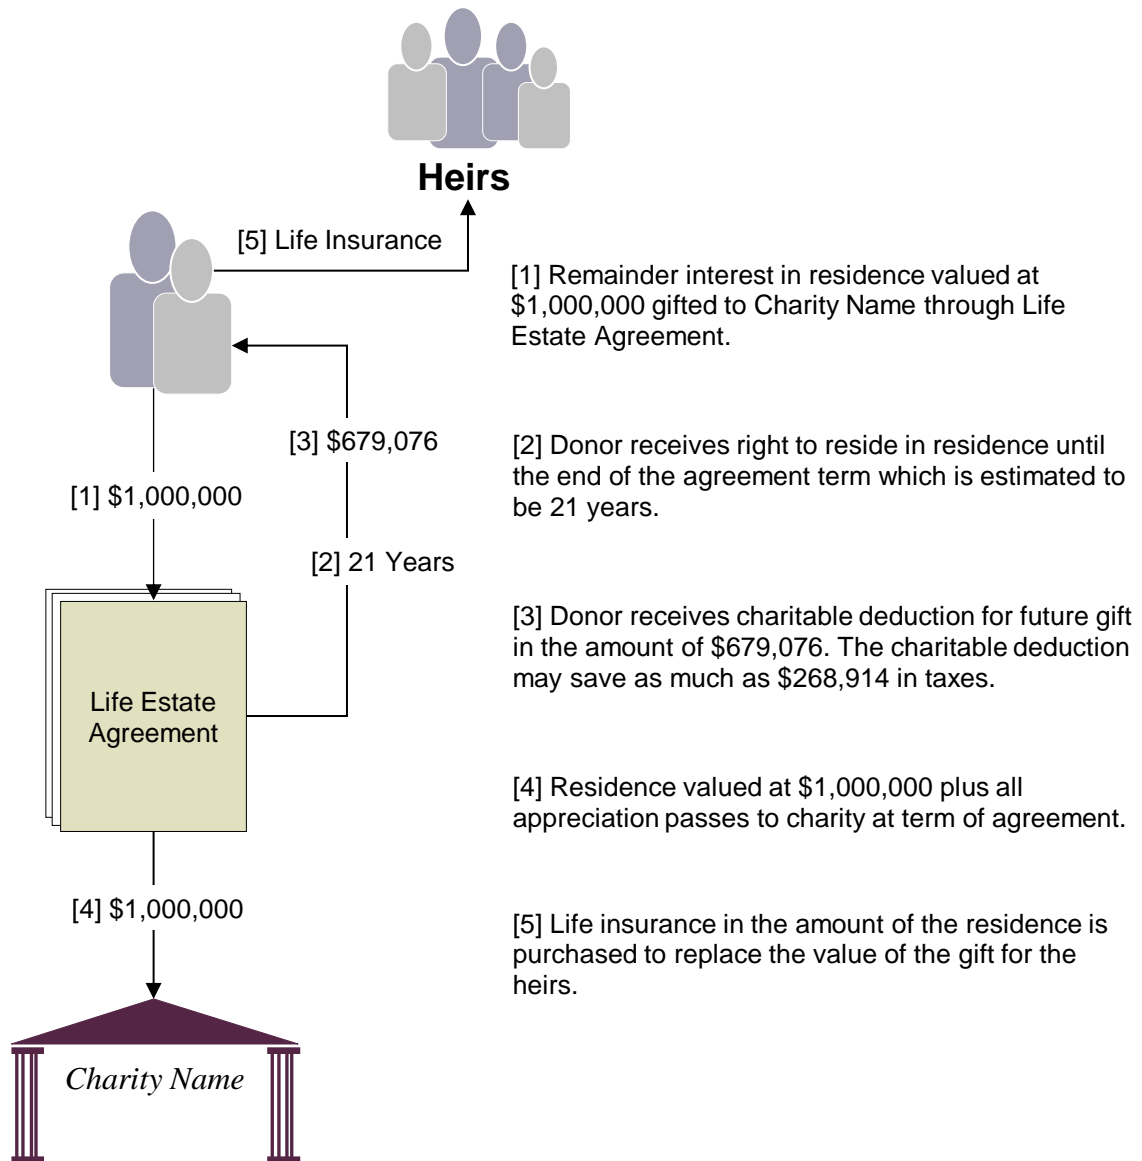 Heirs
[5] Life Insurance
[1] Remainder interest in residence valued at
$1,000,000 gifted to Charity Name through Life
Estate Agreement.
[3] $679,076
[2] Donor receives right to reside in residence until
the end of the agreement term which is estimated to
be 21 years.
[1] $1,000,000
[2] 21 Years
[3] Donor receives charitable deduction for future gift
in the amount of $679,076. The charitable deduction
may save as much as $268,914 in taxes.
Life Estate
Agreement
[4] Residence valued at $1,000,000 plus all
appreciation passes to charity at term of agreement.
[4] $1,000,000
[5] Life insurance in the amount of the residence is
purchased to replace the value of the gift for the
heirs.
Charity Name